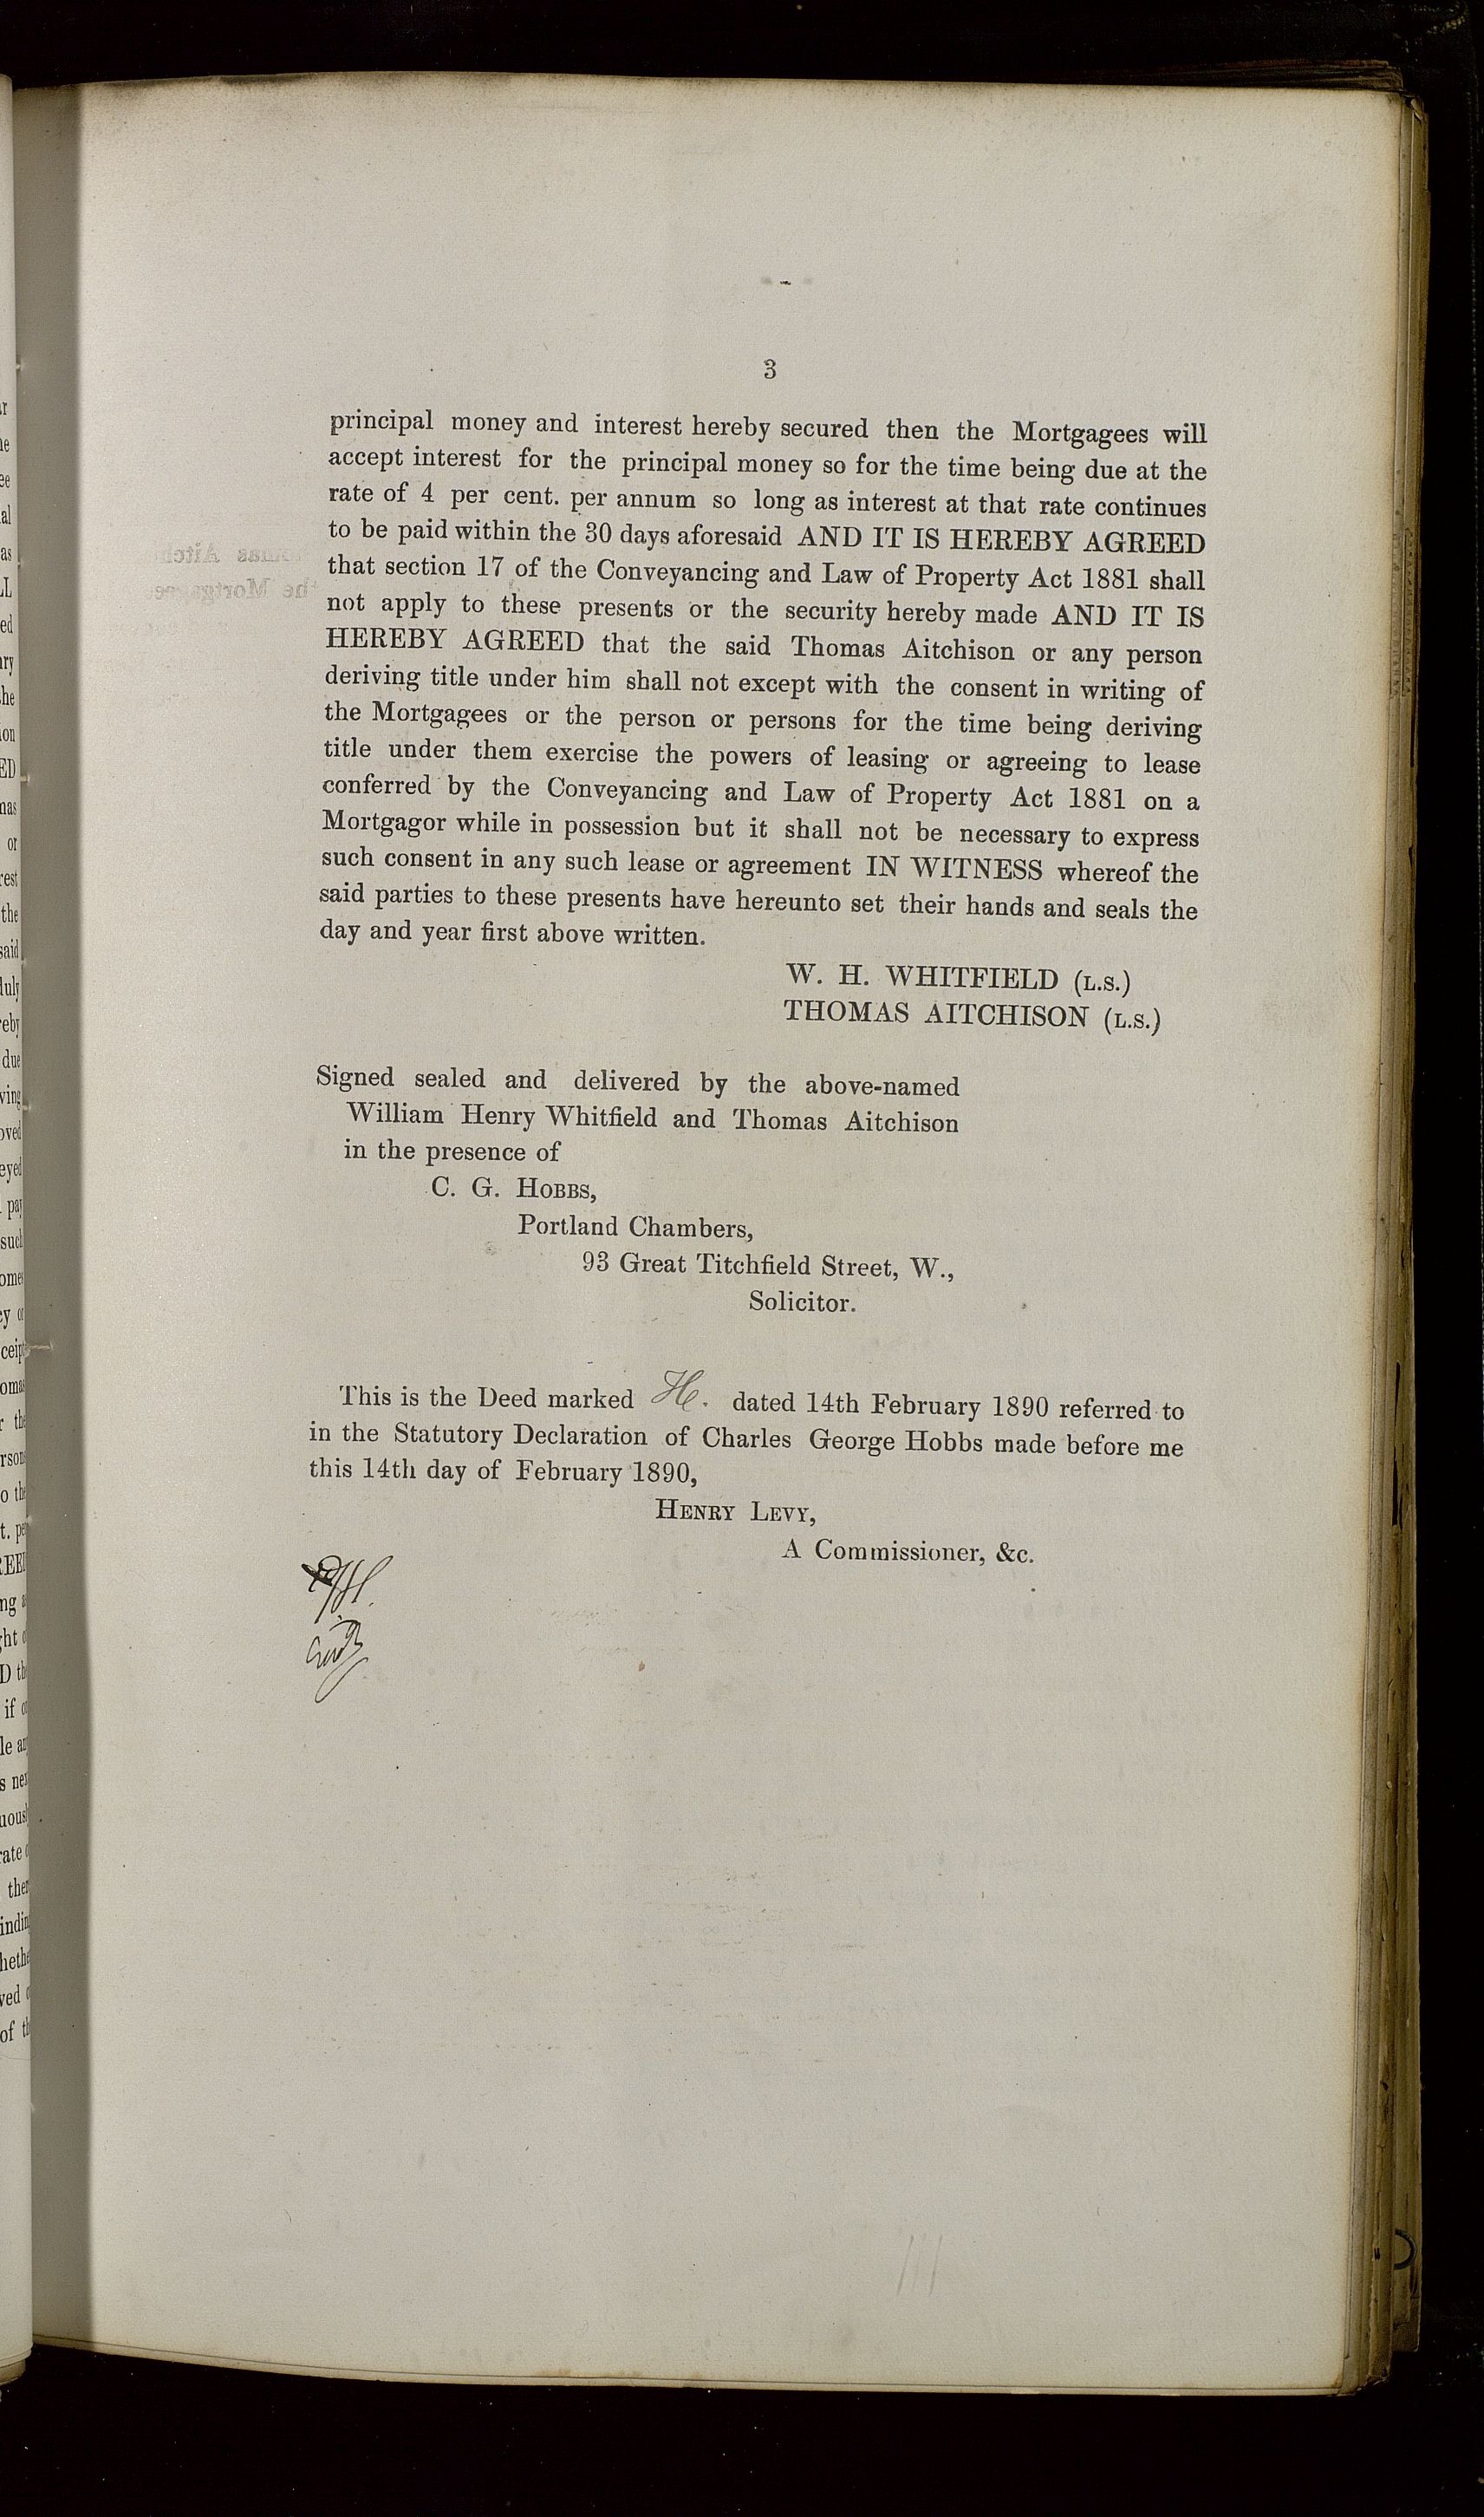 3
principal money and interest hereby secured then the Mortgagees will
accept interest for the principal money so for the time being due at the
rate of 4 per cent. per annum so long as interest at that rate continues
to be paid within the 30 days aforesaid AND IT IS HEREBY AGREED
that section 17 of the Conveyancing and Law of Property Act 1881 shall
not apply to these presents or the security hereby made AND IT IS
HEREBY AGREED that the said Thomas Aitchison or any person
deriving title under him shall not except with the consent in writing of
the Mortgagees or the person or persons for the time being deriving
title under them exercise the powers of leasing or agreeing to lease
conferred by the Conveyancing and Law of Property Act 1881 on a
Mortgagor while in possession but it shall not be necessary to express
such consent in any such lease or agreement IN WITNESS whereof the
said parties to these presents have hereunto set their hands and seals the
day and year first above written.
W. H. WHITFIELD (L.S.)
THOMAS AITCHISON (L.S.)
Signed sealed and delivered by the above-named
William Henry Whitfield and Thomas Aitchison
in the presence of
C. G. HOBBS,
Portland Chambers,
93 Great Titchfield Street, W.,
Solicitor.
This is the Deed marked H. dated 14th February 1890 referred to
in the Statutory Declaration of Charles George Hobbs made before me
this 14th day of February 1890,
HENRY LEVY,
A Commissioner, &c.